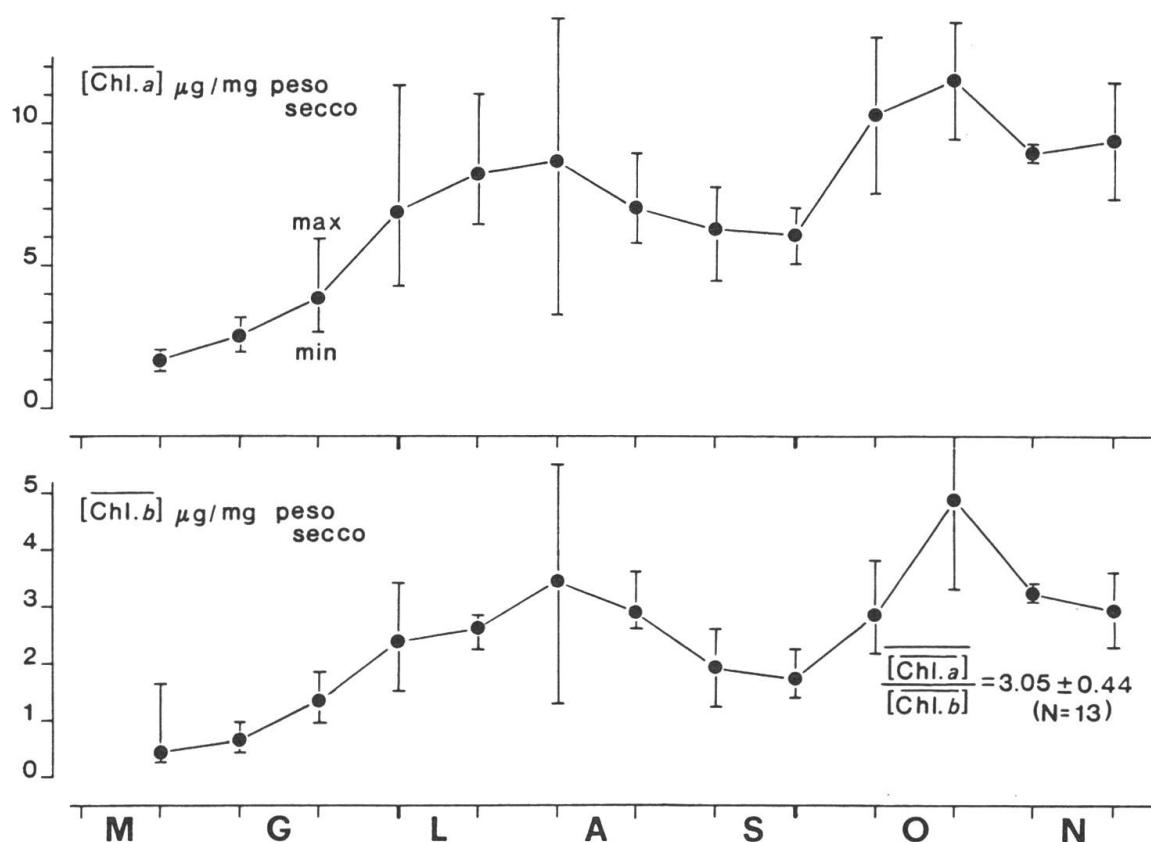 [Chl.a] μg/mg peso
secco
10
5
0
max
min
[Chl.b] μg/mg peso
secco
5
4
3
2
1
0
[Chl.a]
[Chl.b]
=3.05±0.44
(N=13)
M G L A S O N